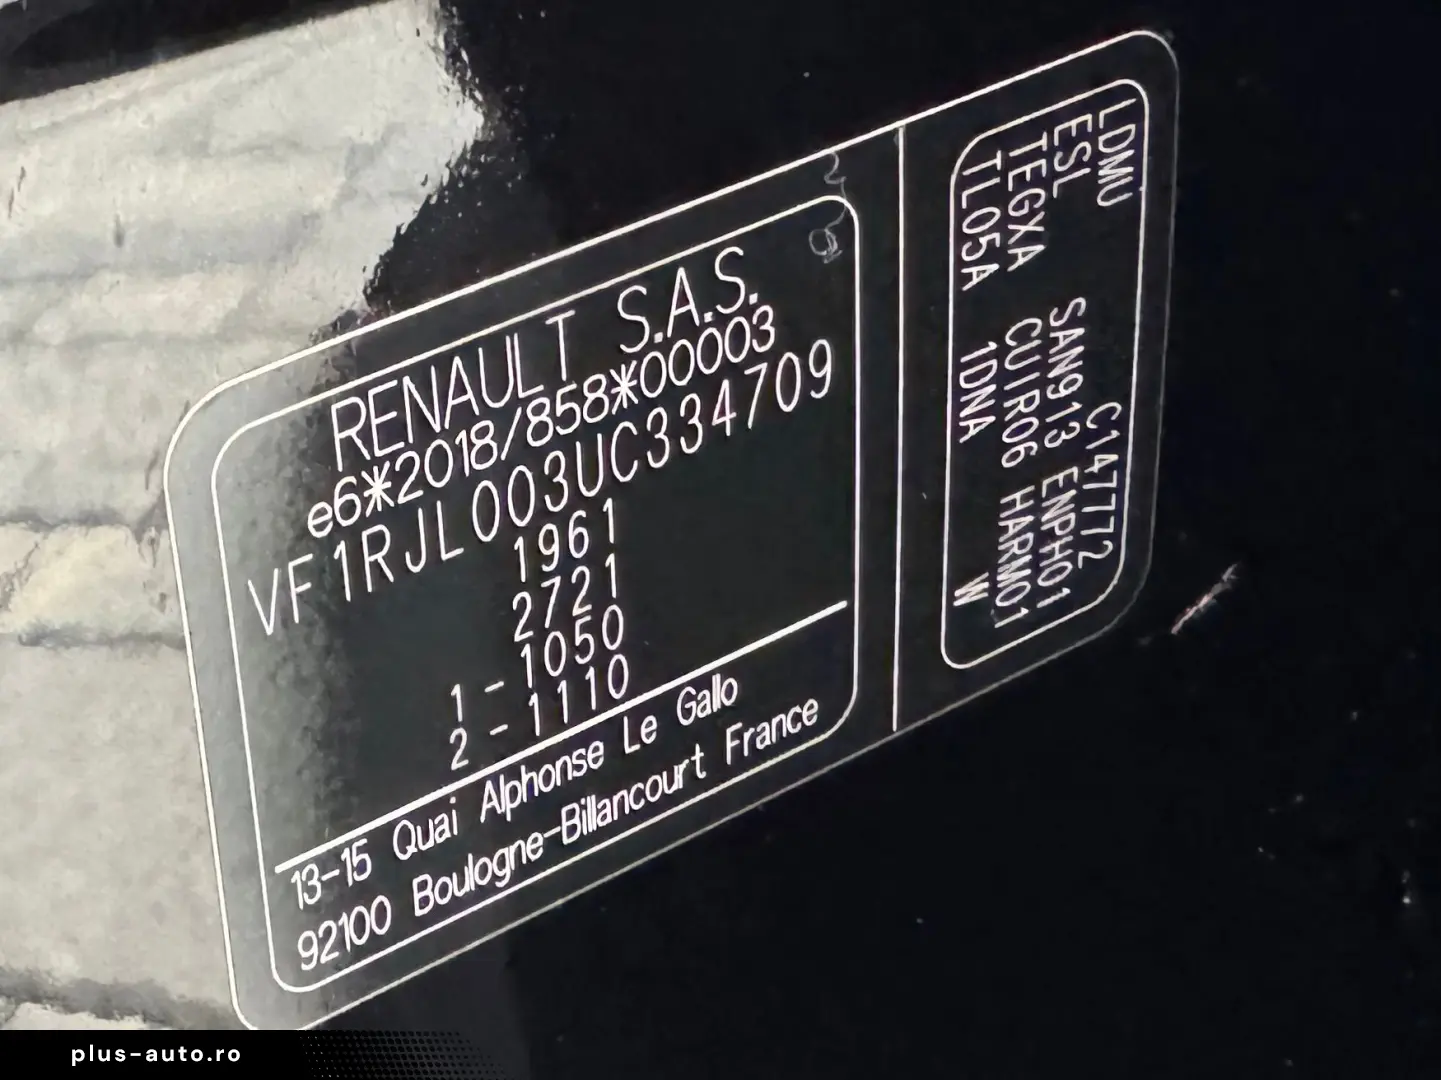 RENAULT S.A.S.
e6*2018/858*00003
VF1RJL003UC334709
1961
2721
1 - 1050
2 - 1110
13-15 Quai Alphonse Le Gallo
92100 Boulogne-Billancourt France
LDMU C147772
ESL SAN913 ENPH01
TEGXA CUIR06 HARM01
TL05A 1DNA W
plus-auto.ro